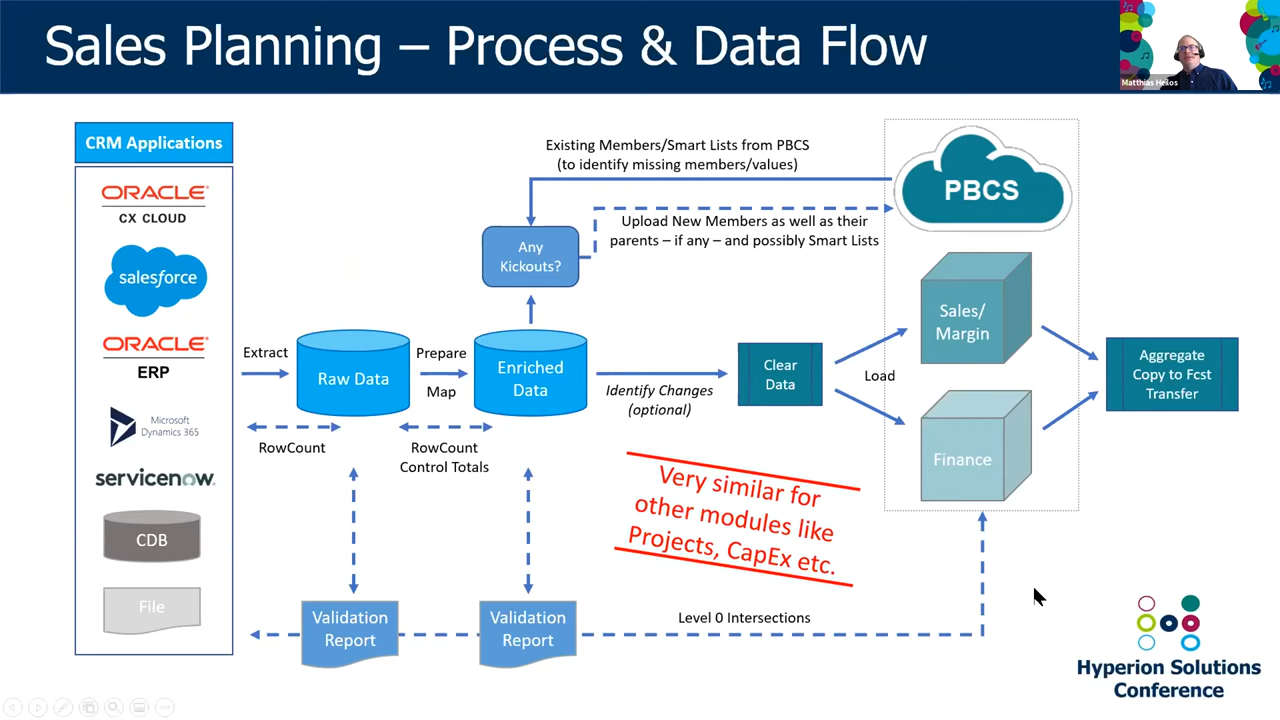 Sales Planning – Process & Data Flow
Matthias Heilos
CRM Applications
ORACLE
CX CLOUD
salesforce
ORACLE
ERP
Microsoft
Dynamics 365
servicenow
CDB
File
Extract
RowCount
Raw Data
Prepare
Map
RowCount
Control Totals
Enriched
Data
Any
Kickouts?
Existing Members/Smart Lists from PBCS
(to identify missing members/values)
Upload New Members as well as their
parents – if any – and possibly Smart Lists
Identify Changes
(optional)
Clear
Data
Load
PBCS
Sales/
Margin
Finance
Aggregate
Copy to Fcst
Transfer
Very similar for
other modules like
Projects, CapEx etc.
Validation
Report
Validation
Report
Level 0 Intersections
Hyperion Solutions
Conference